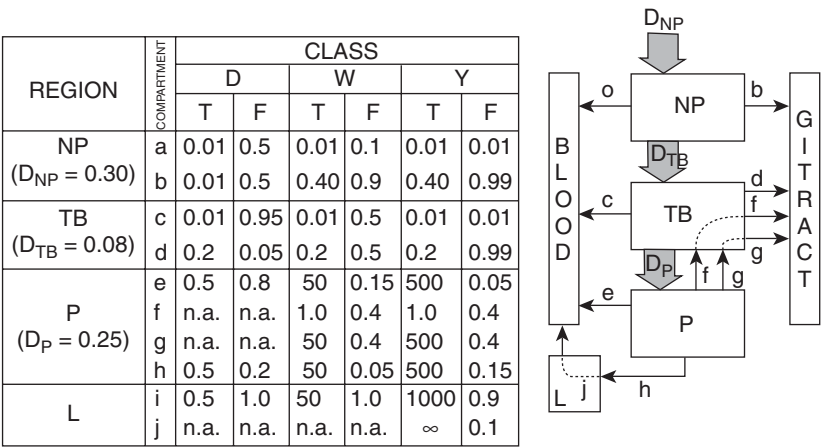 COMPARTMENT
CLASS
REGION
D W Y
T F T F T F
NP
(D_NP = 0.30)
a 0.01 0.5 0.01 0.1 0.01 0.01
b 0.01 0.5 0.40 0.9 0.40 0.99
TB
(D_TB = 0.08)
c 0.01 0.95 0.01 0.5 0.01 0.01
d 0.2 0.05 0.2 0.5 0.2 0.99
P
(D_P = 0.25)
e 0.5 0.8 50 0.15 500 0.05
f n.a. n.a. 1.0 0.4 1.0 0.4
g n.a. n.a. 50 0.4 500 0.4
h 0.5 0.2 50 0.05 500 0.15
L
i 0.5 1.0 50 1.0 1000 0.9
j n.a. n.a. n.a. n.a. ∞ 0.1
D_NP
BLOOD
o
NP
b
GI TRACT
D_TB
c
TB
d
f
g
D_P
f
g
e
P
L
j
h